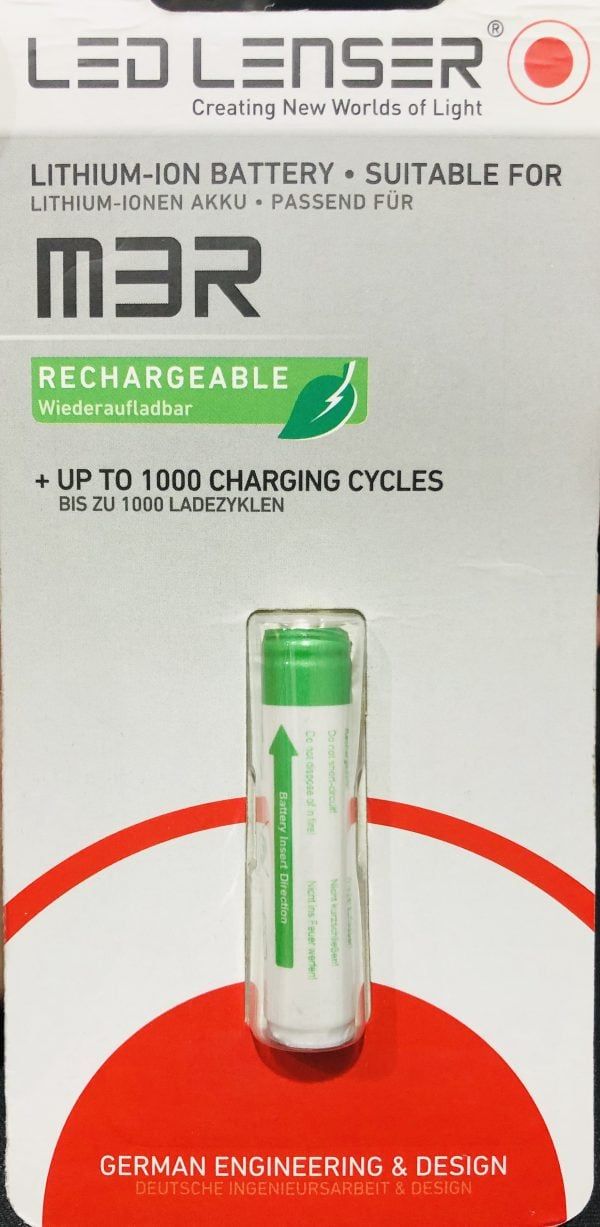 LED LENSER®
Creating New Worlds of Light
LITHIUM-ION BATTERY • SUITABLE FOR
LITHIUM-IONEN AKKU • PASSEND FÜR
M3R
RECHARGEABLE
Wiederaufladbar
+ UP TO 1000 CHARGING CYCLES
BIS ZU 1000 LADEZYKLEN
Battery Insert Direction
Do not dispose of in fire!
Nicht ins Feuer werfen!
Do not short-circuit!
Nicht kurzschließen!
GERMAN ENGINEERING & DESIGN
DEUTSCHE INGENIEURSARBEIT & DESIGN